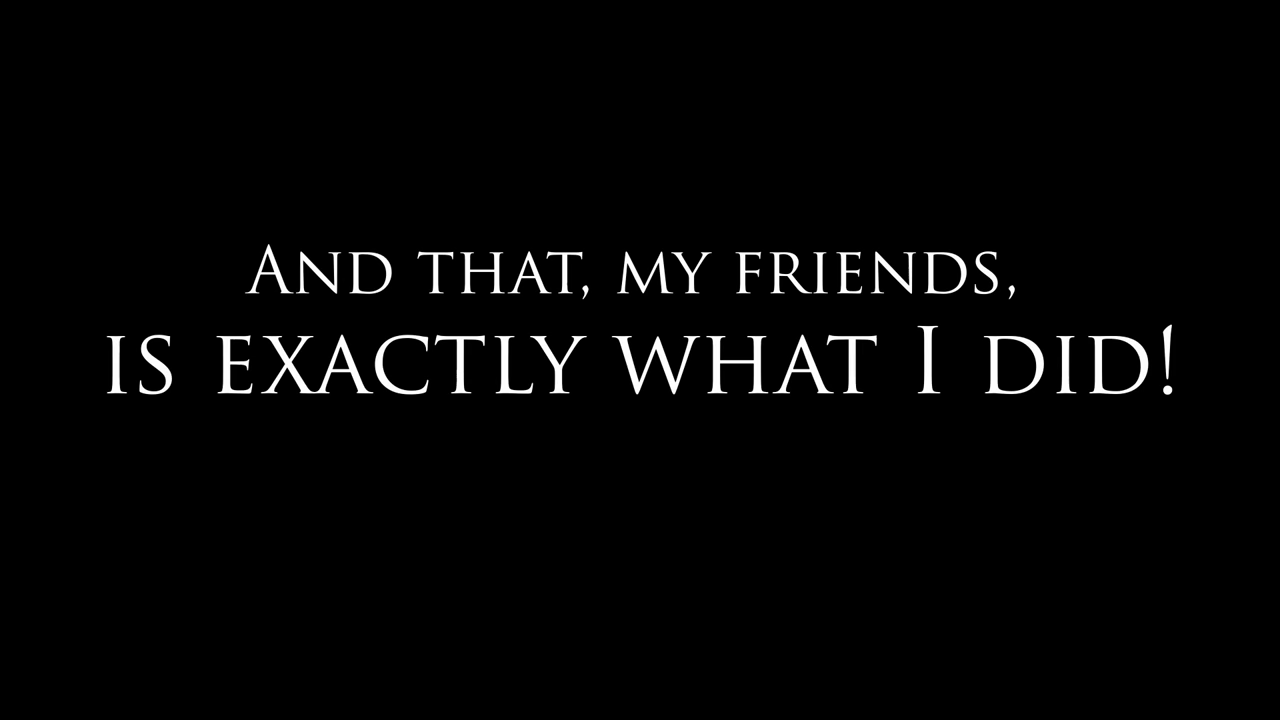 And that, my friends,
is exactly what I did!